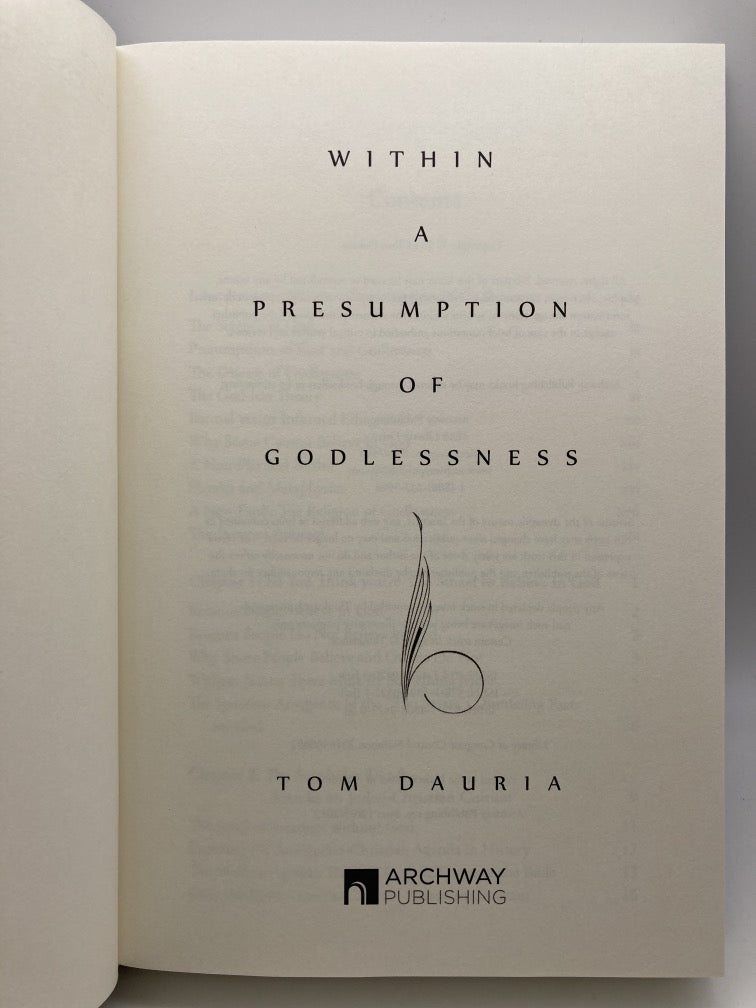 WITHIN
A
PRESUMPTION
OF
GODLESSNESS
TOM DAURIA
ARCHWAY
PUBLISHING